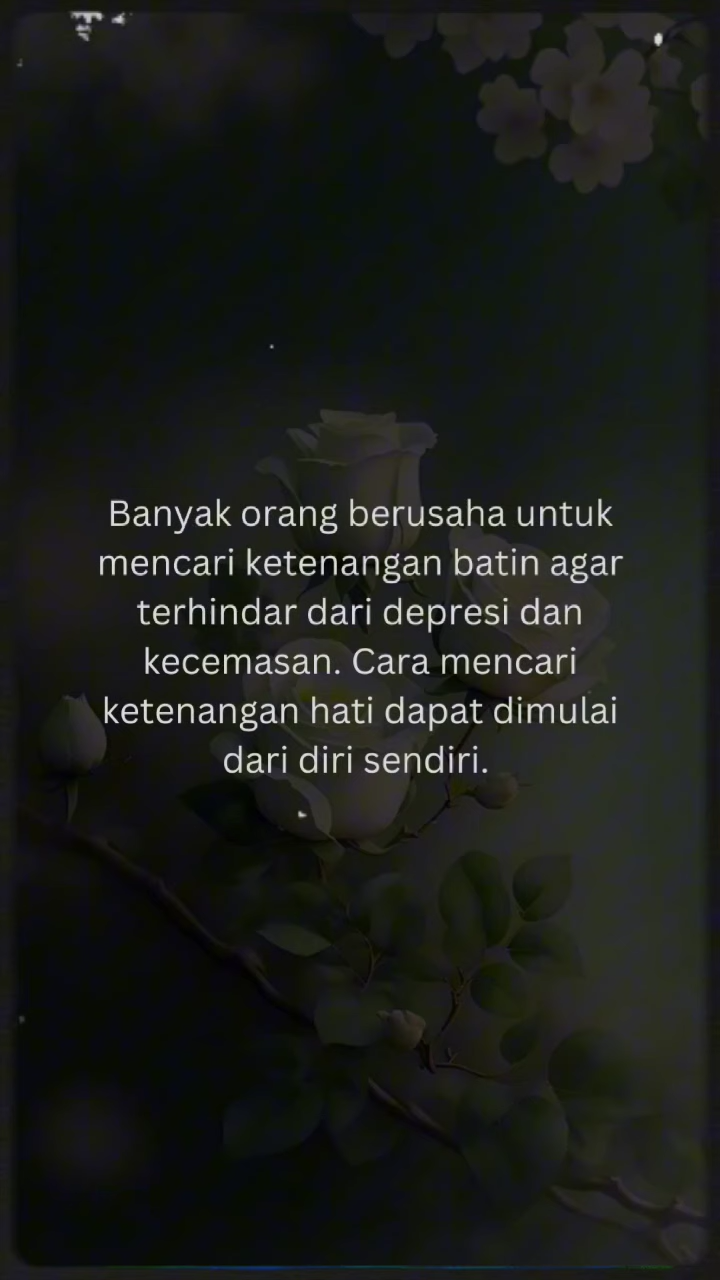 Banyak orang berusaha untuk
mencari ketenangan batin agar
terhindar dari depresi dan
kecemasan. Cara mencari
ketenangan hati dapat dimulai
dari diri sendiri.